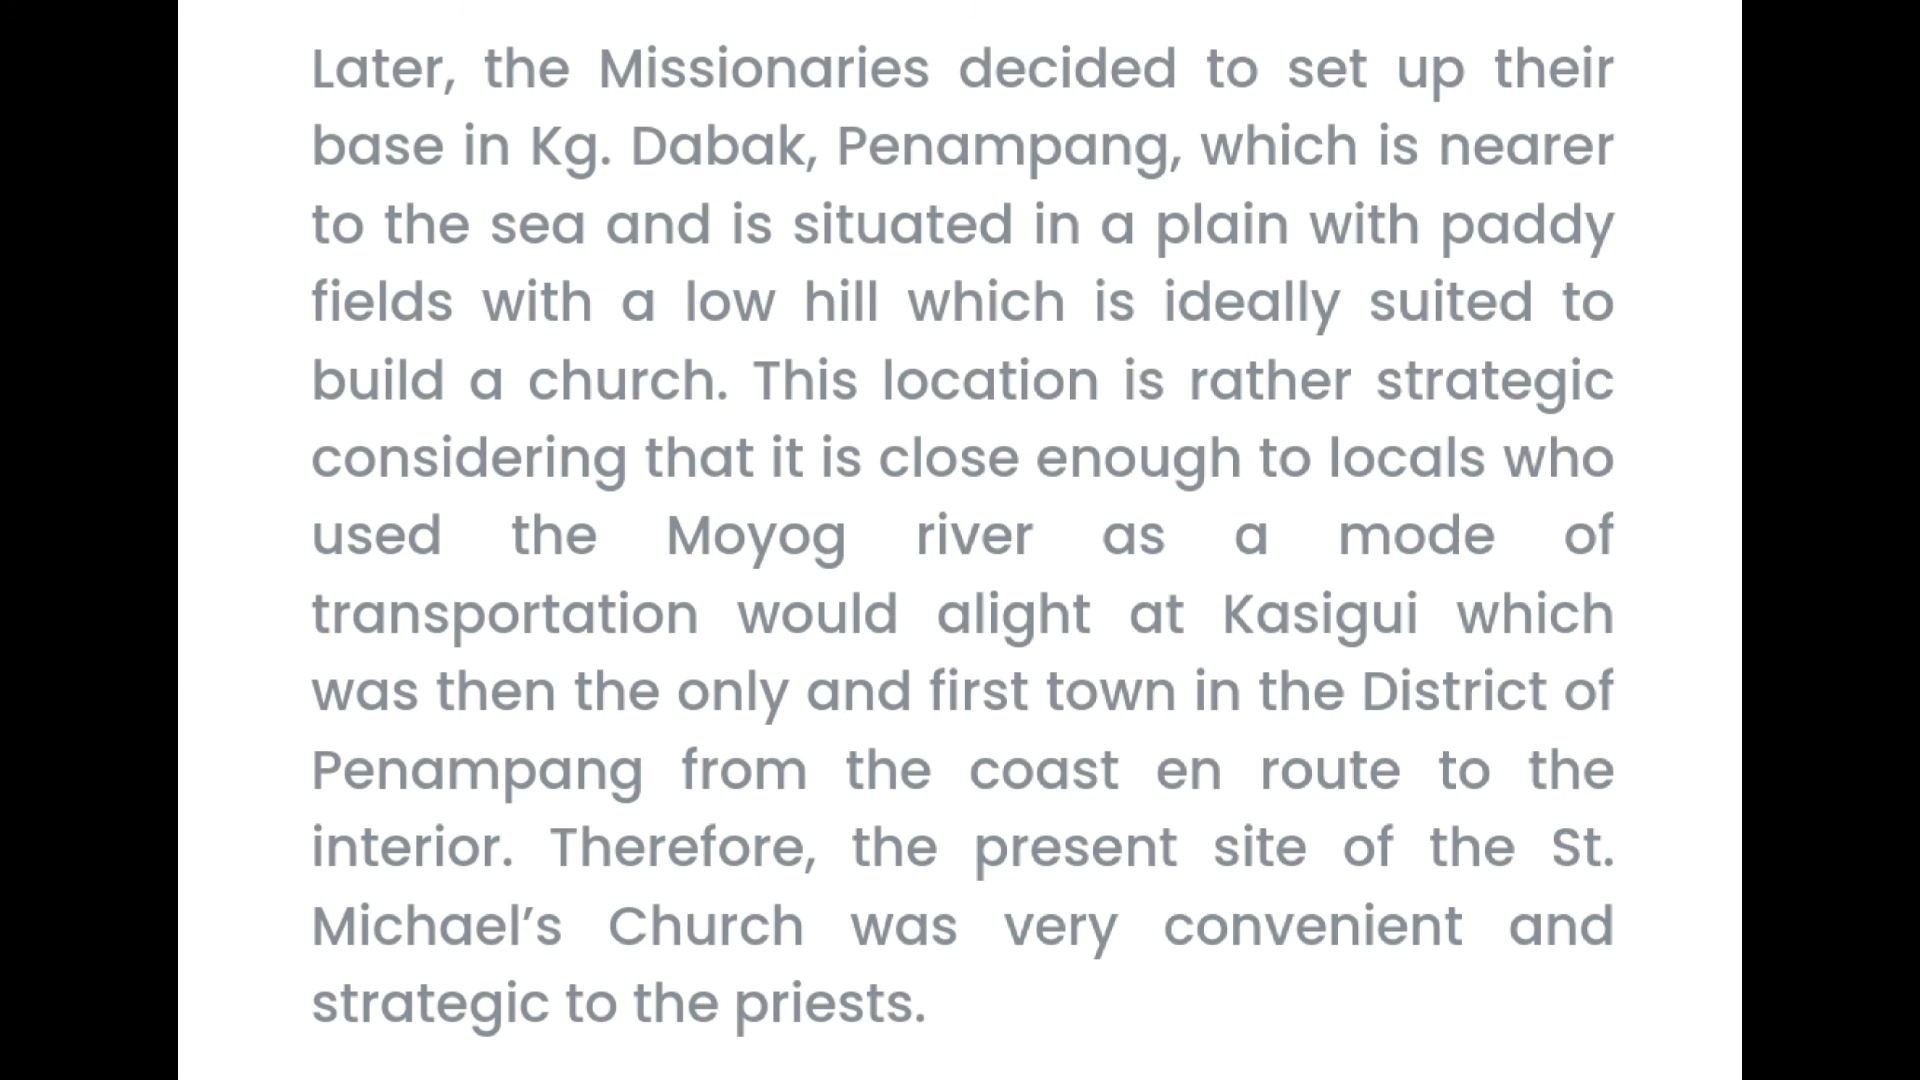 Later, the Missionaries decided to set up their
base in Kg. Dabak, Penampang, which is nearer
to the sea and is situated in a plain with paddy
fields with a low hill which is ideally suited to
build a church. This location is rather strategic
considering that it is close enough to locals who
used the Moyog river as a mode of
transportation would alight at Kasigui which
was then the only and first town in the District of
Penampang from the coast en route to the
interior. Therefore, the present site of the St.
Michael’s Church was very convenient and
strategic to the priests.